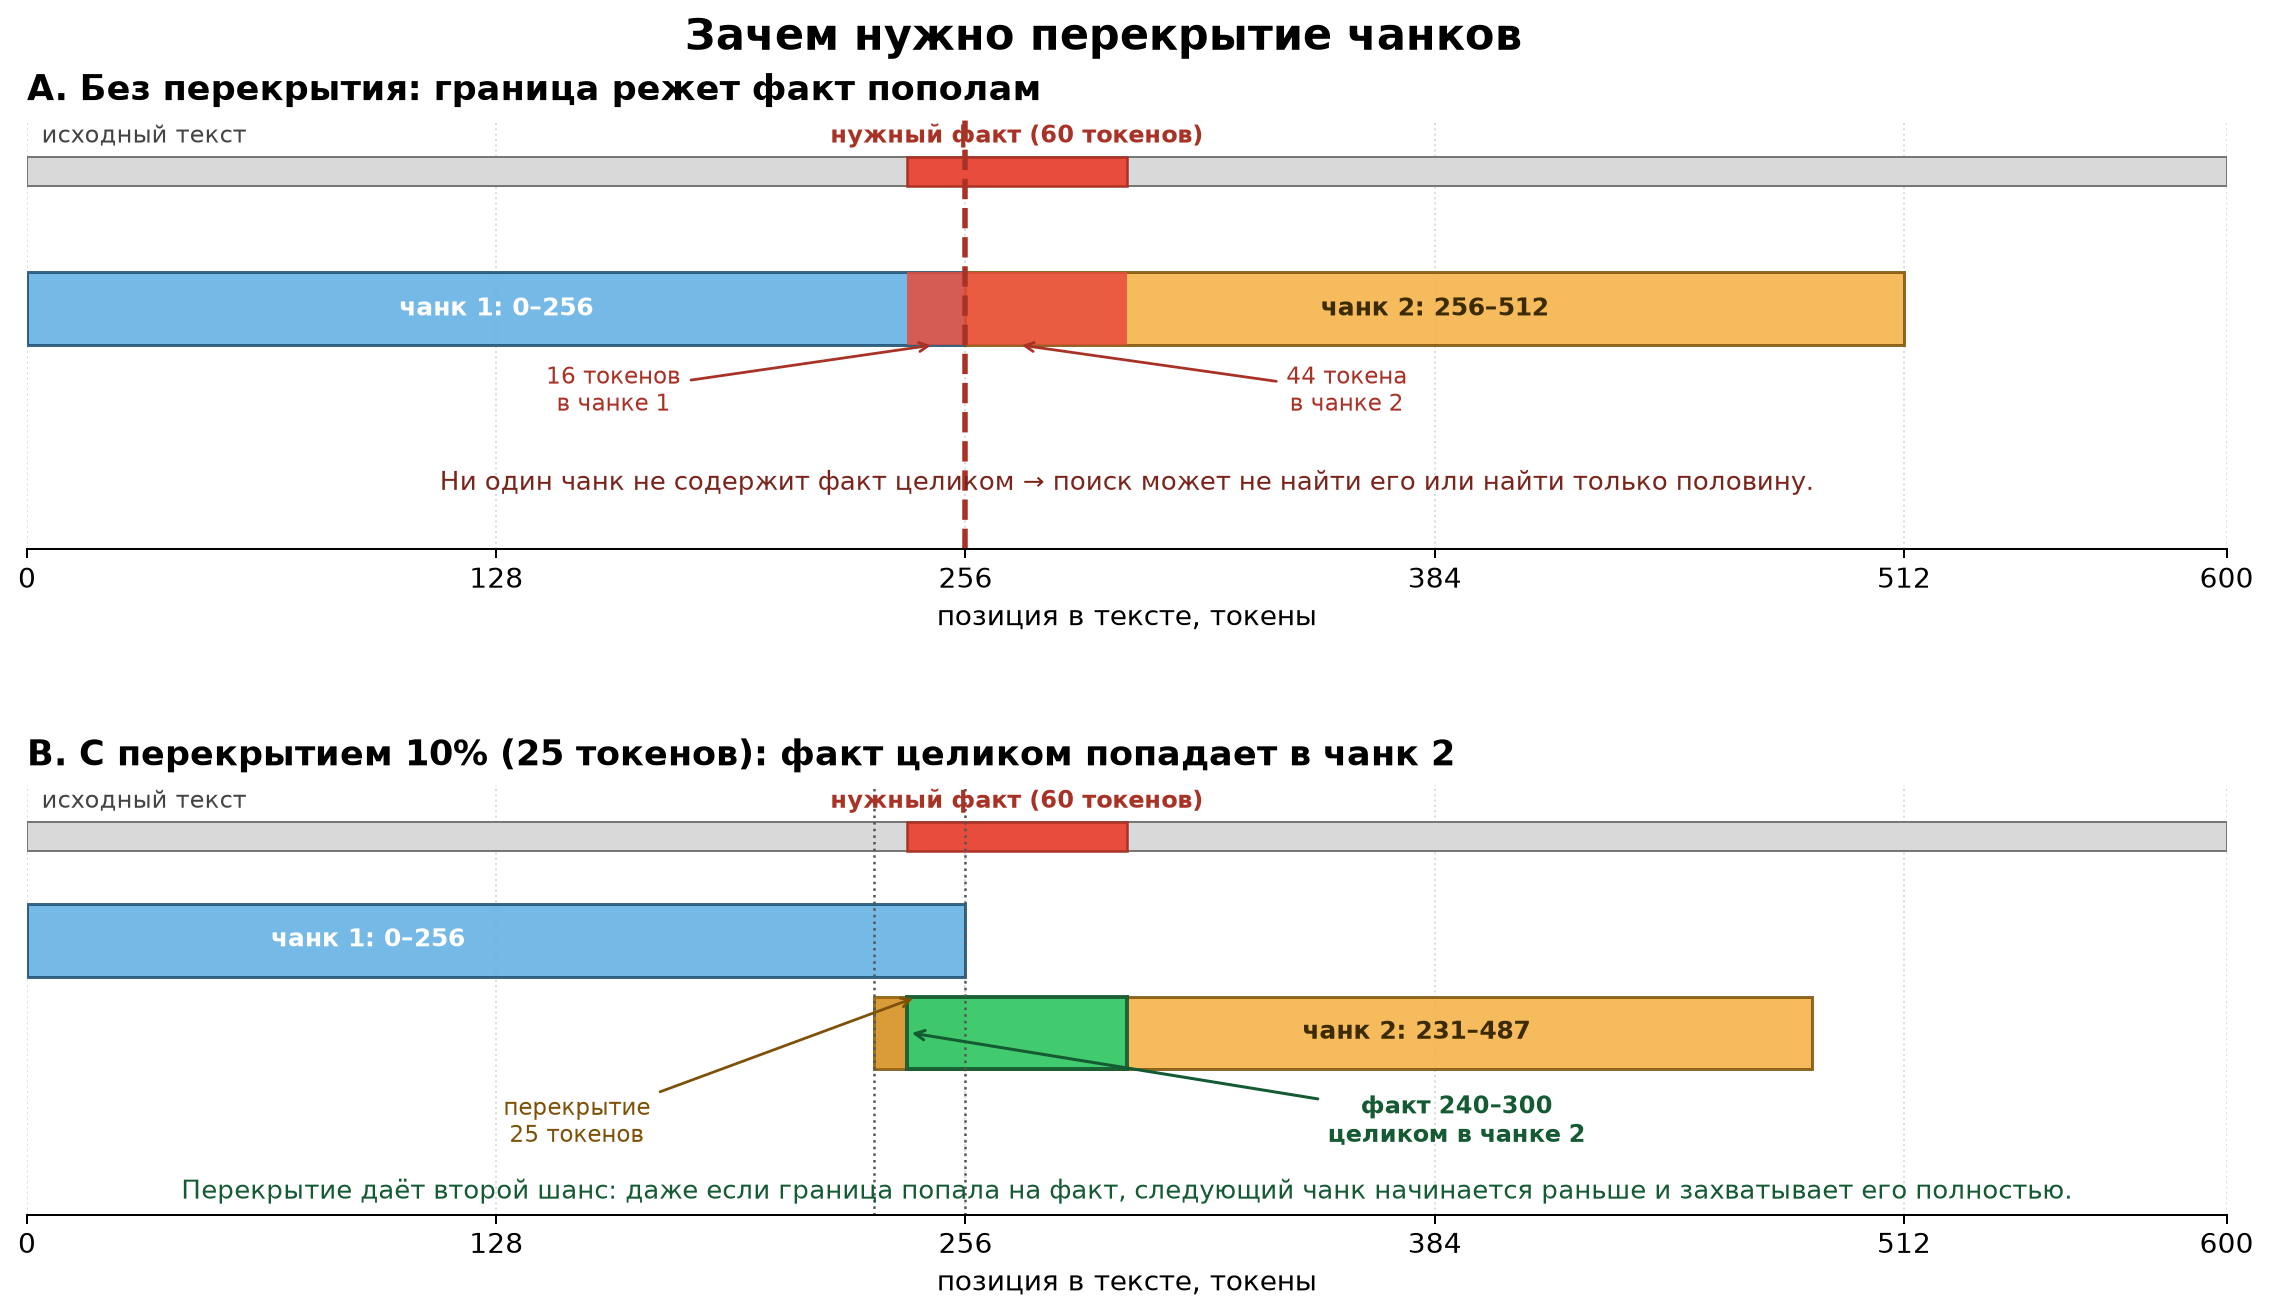 Зачем нужно перекрытие чанков
A. Без перекрытия: граница режет факт пополам
исходный текст
нужный факт (60 токенов)
чанк 1: 0–256
чанк 2: 256–512
16 токенов
в чанке 1
44 токена
в чанке 2
Ни один чанк не содержит факт целиком → поиск может не найти его или найти только половину.
0 128 256 384 512 600
позиция в тексте, токены
B. С перекрытием 10% (25 токенов): факт целиком попадает в чанк 2
исходный текст
нужный факт (60 токенов)
чанк 1: 0–256
чанк 2: 231–487
перекрытие
25 токенов
факт 240–300
целиком в чанке 2
Перекрытие даёт второй шанс: даже если граница попала на факт, следующий чанк начинается раньше и захватывает его полностью.
0 128 256 384 512 600
позиция в тексте, токены